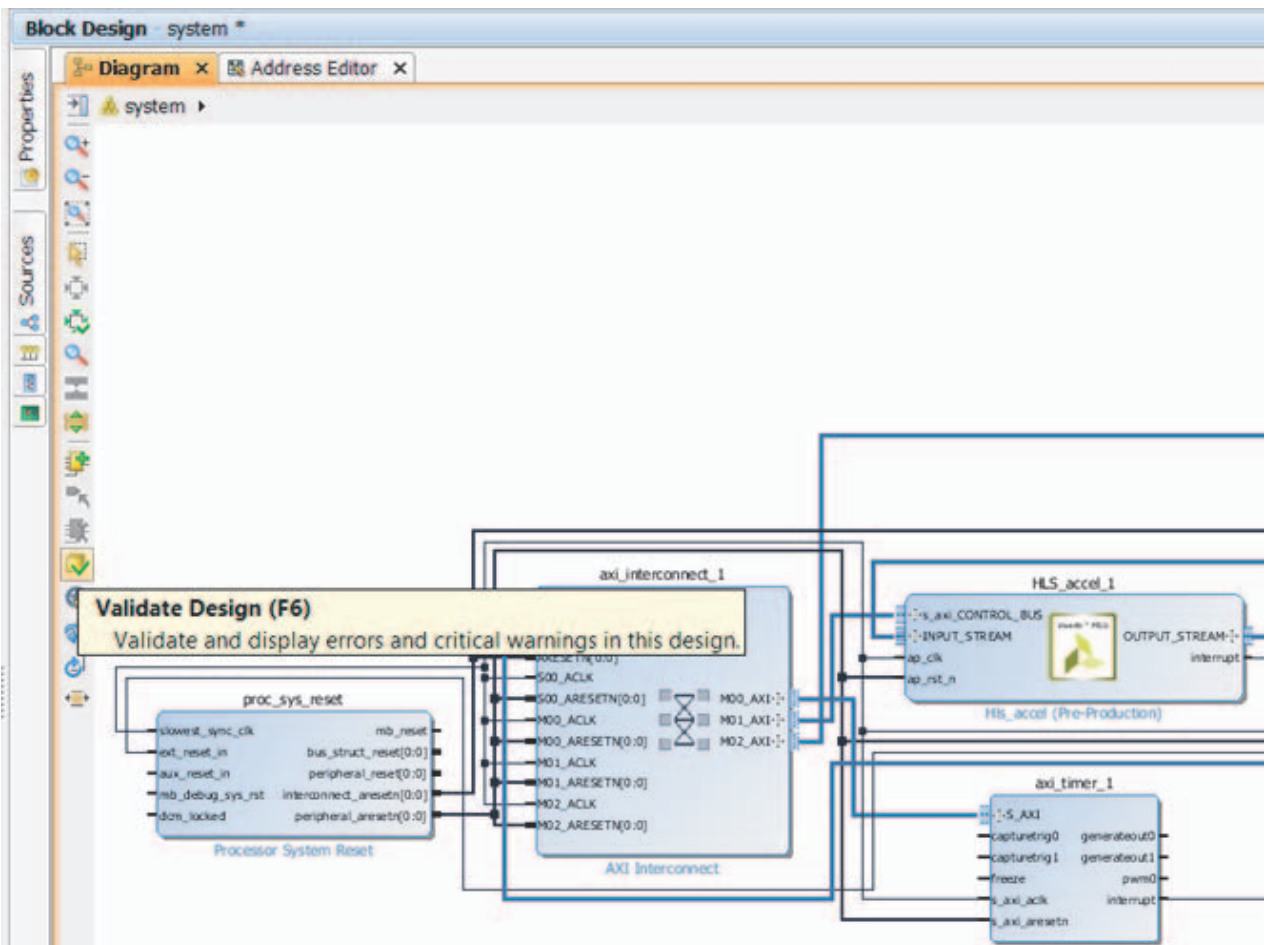 Block Design - system *
Properties
Sources
Diagram × Address Editor ×
system
Validate Design (F6)
Validate and display errors and critical warnings in this design.
axi_interconnect_1
ARESETN[0:0]
S00_ACLK
S00_ARESETN[0:0]
M00_ACLK
M00_ARESETN[0:0]
M01_ACLK
M01_ARESETN[0:0]
M02_ACLK
M02_ARESETN[0:0]
M00_AXI
M01_AXI
M02_AXI
AXI Interconnect
proc_sys_reset
slowest_sync_clk
ext_reset_in
aux_reset_in
mb_debug_sys_rst
dcm_locked
mb_reset
bus_struct_reset[0:0]
peripheral_reset[0:0]
interconnect_aresetn[0:0]
peripheral_aresetn[0:0]
Processor System Reset
HLS_accel_1
s_axi_CONTROL_BUS
INPUT_STREAM
ap_clk
ap_rst_n
OUTPUT_STREAM
interrupt
Hls_accel (Pre-Production)
axi_timer_1
S_AXI
capturetrig0
capturetrig1
freeze
s_axi_aclk
s_axi_aresetn
generateout0
generateout1
pwm0
interrupt